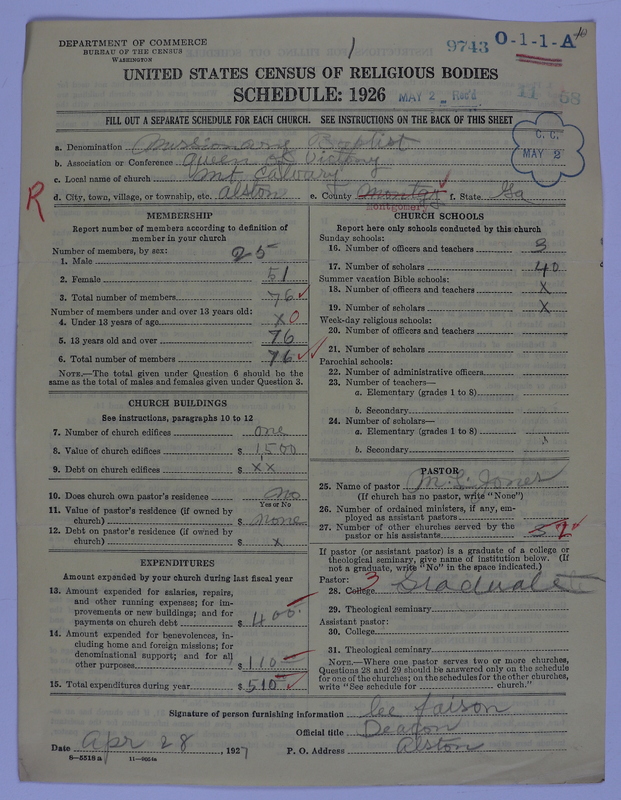 DEPARTMENT OF COMMERCE
BUREAU OF THE CENSUS
WASHINGTON
9743 O-1-1-A
UNITED STATES CENSUS OF RELIGIOUS BODIES
SCHEDULE: 1926
MAY 2 Rec'd
11 68
FILL OUT A SEPARATE SCHEDULE FOR EACH CHURCH. SEE INSTRUCTIONS ON THE BACK OF THIS SHEET
C. C.
MAY 2
a. Denomination Missionary Baptist
b. Association or Conference Queen of Victory
c. Local name of church Mt Calvary
R
d. City, town, village, or township, etc. Alston e. County Montgy f. State Ga
Montgomery
MEMBERSHIP
Report number of members according to definition of
member in your church
Number of members, by sex:
1. Male 25
2. Female 51
3. Total number of members 76
Number of members under and over 13 years old:
4. Under 13 years of age x 0
5. 13 years old and over 76
6. Total number of members 76
NOTE.—The total given under Question 6 should be the
same as the total of males and females given under Question 3.
CHURCH BUILDINGS
See instructions, paragraphs 10 to 12
7. Number of church edifices one
8. Value of church edifices $ 1,500
9. Debt on church edifices $ x x
10. Does church own pastor's residence No
Yes or No
11. Value of pastor's residence (if owned by
church) $ none
12. Debt on pastor's residence (if owned by
church) $ x
EXPENDITURES
Amount expended by your church during last fiscal year
13. Amount expended for salaries, repairs,
and other running expenses; for im-
provements or new buildings; and for
payments on church debt $ 400
14. Amount expended for benevolences, in-
cluding home and foreign missions; for
denominational support; and for all
other purposes $ 110
15. Total expenditures during year $ 510
CHURCH SCHOOLS
Report here only schools conducted by this church
Sunday schools:
16. Number of officers and teachers 3
17. Number of scholars 40
Summer vacation Bible schools:
18. Number of officers and teachers x
19. Number of scholars x
Week-day religious schools:
20. Number of officers and teachers
21. Number of scholars
Parochial schools:
22. Number of administrative officers
23. Number of teachers—
a. Elementary (grades 1 to 8)
b. Secondary
24. Number of scholars—
a. Elementary (grades 1 to 8)
b. Secondary
PASTOR
25. Name of pastor M. L. Jones
(If church has no pastor, write "None")
26. Number of ordained ministers, if any, em-
ployed as assistant pastors
27. Number of other churches served by the
pastor or his assistants 2
If pastor (or assistant pastor) is a graduate of a college or
theological seminary, give name of institution below. (If
not a graduate, write "No" in the space indicated.)
Pastor: 3
28. College Graduate
29. Theological seminary
Assistant pastor:
30. College
31. Theological seminary
NOTE.—Where one pastor serves two or more churches,
Questions 28 and 29 should be answered only on the schedule
for one of the churches; on the schedules for the other churches,
write "See schedule for church."
Signature of person furnishing information Lee Faison
Official title Deacon
Date Apr 28, 1927 P. O. Address Alston
8-5518 a 11-9054a